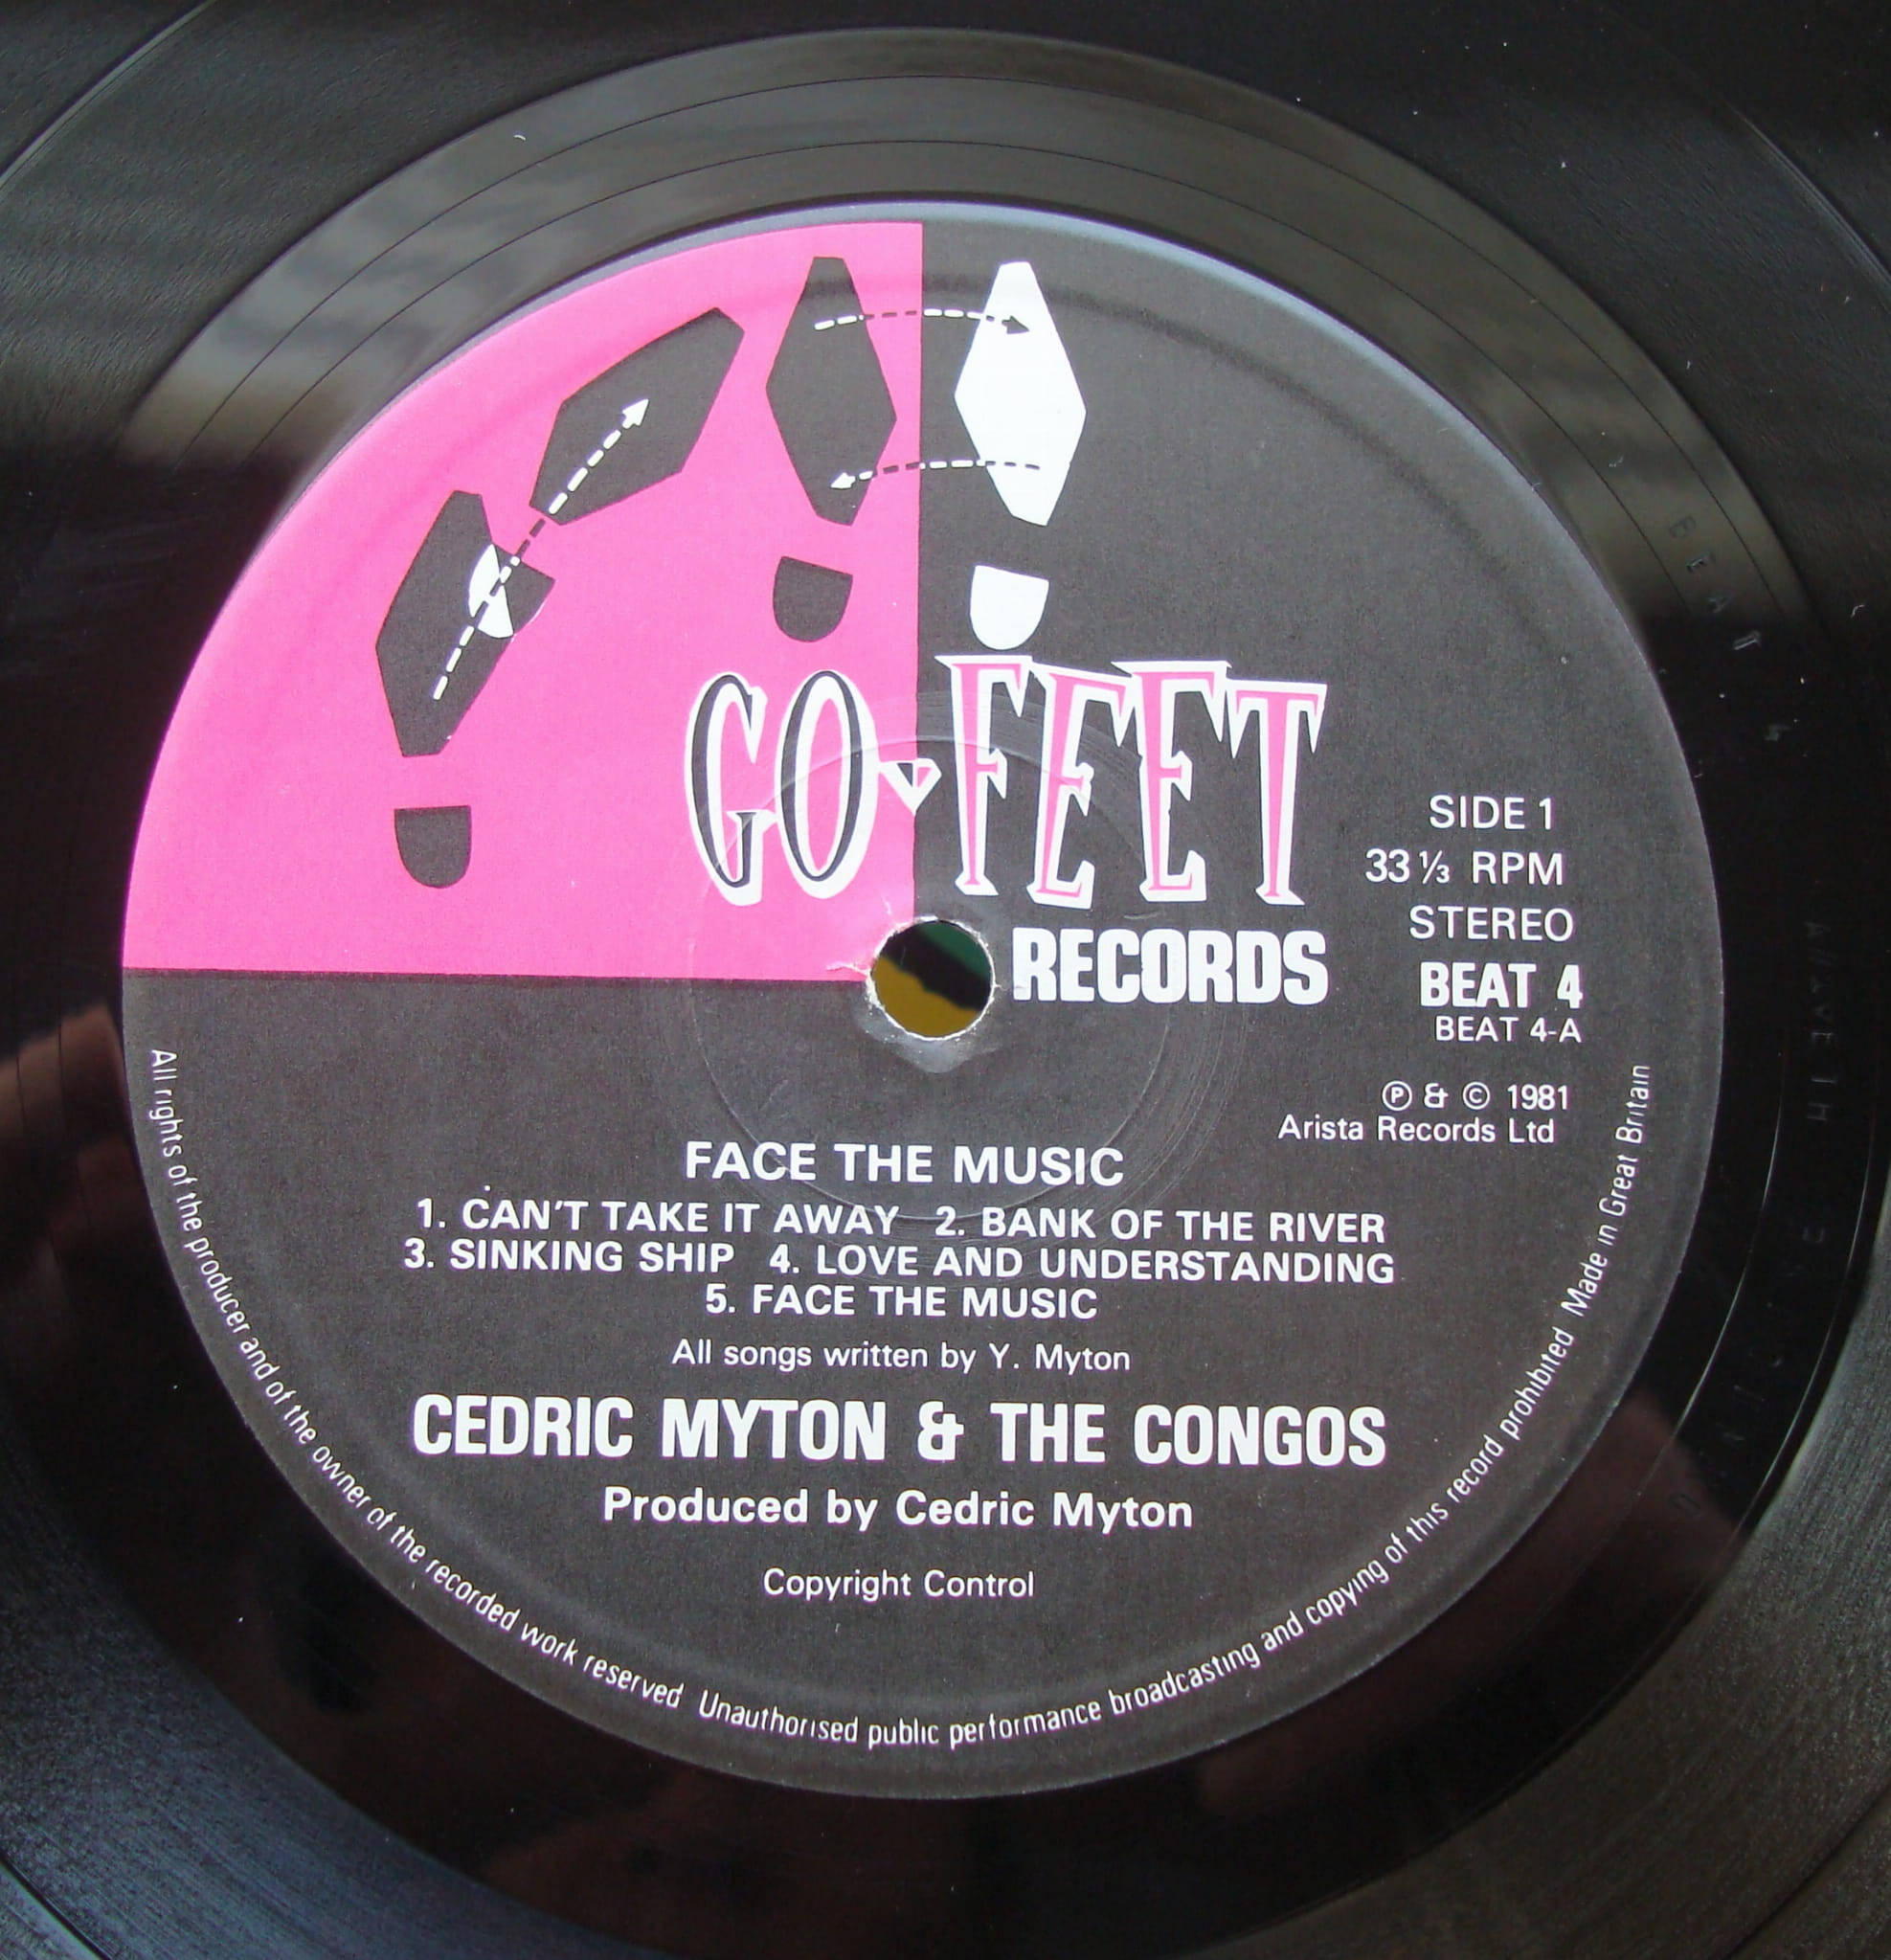 GO FEET
RECORDS
SIDE 1
33 ⅓ RPM
STEREO
BEAT 4
BEAT 4-A
Ⓟ & © 1981
Arista Records Ltd
FACE THE MUSIC
1. CAN'T TAKE IT AWAY 2. BANK OF THE RIVER
3. SINKING SHIP 4. LOVE AND UNDERSTANDING
5. FACE THE MUSIC
All songs written by Y. Myton
CEDRIC MYTON & THE CONGOS
Produced by Cedric Myton
Copyright Control
All rights of the producer and of the owner of the recorded work reserved Unauthorised public performance broadcasting and copying of this record prohibited Made in Great Britain